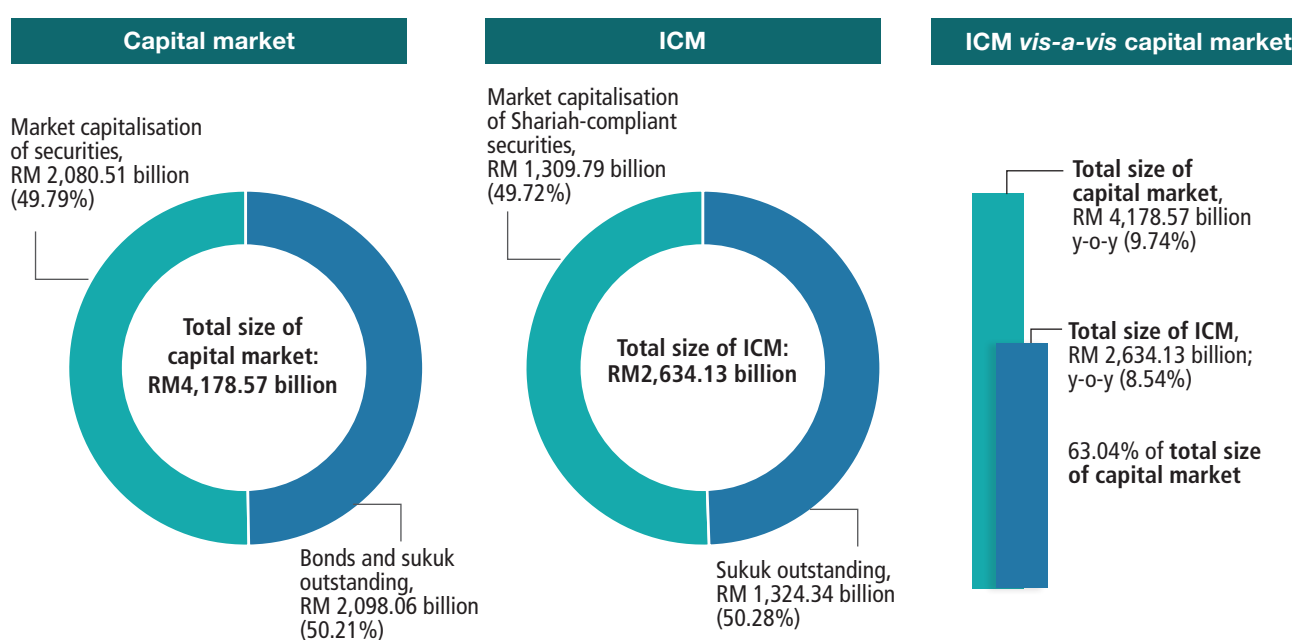 Capital market
Market capitalisation
of securities,
RM 2,080.51 billion
(49.79%)
Total size of
capital market:
RM4,178.57 billion
Bonds and sukuk
outstanding,
RM 2,098.06 billion
(50.21%)
ICM
Market capitalisation
of Shariah-compliant
securities,
RM 1,309.79 billion
(49.72%)
Total size of ICM:
RM2,634.13 billion
Sukuk outstanding,
RM 1,324.34 billion
(50.28%)
ICM vis-a-vis capital market
Total size of
capital market,
RM 4,178.57 billion
y-o-y (9.74%)
Total size of ICM,
RM 2,634.13 billion;
y-o-y (8.54%)
63.04% of total size
of capital market